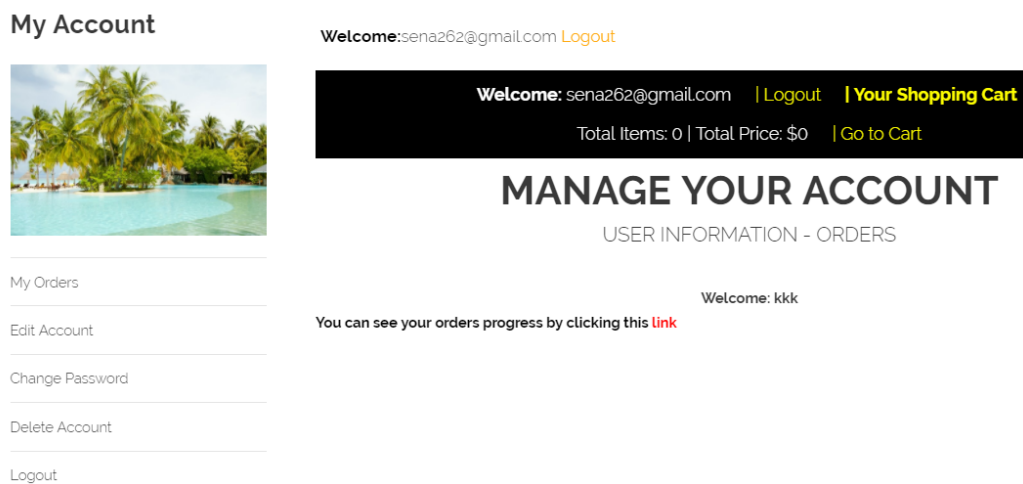 My Account
My Orders
Edit Account
Change Password
Delete Account
Logout
Welcome:sena262@gmail.com Logout
Welcome: sena262@gmail.com | Logout | Your Shopping Cart
Total Items: 0 | Total Price: $0 | Go to Cart
MANAGE YOUR ACCOUNT
USER INFORMATION - ORDERS
Welcome: kkk
You can see your orders progress by clicking this link